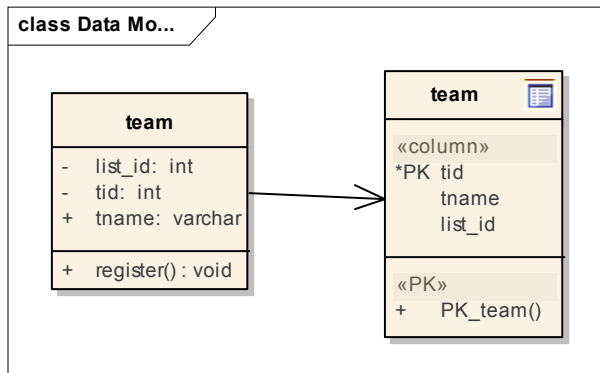 class Data Mo...
team
- list_id: int
- tid: int
+ tname: varchar
+ register() : void
team
«column»
*PK tid
tname
list_id
«PK»
+ PK_team()